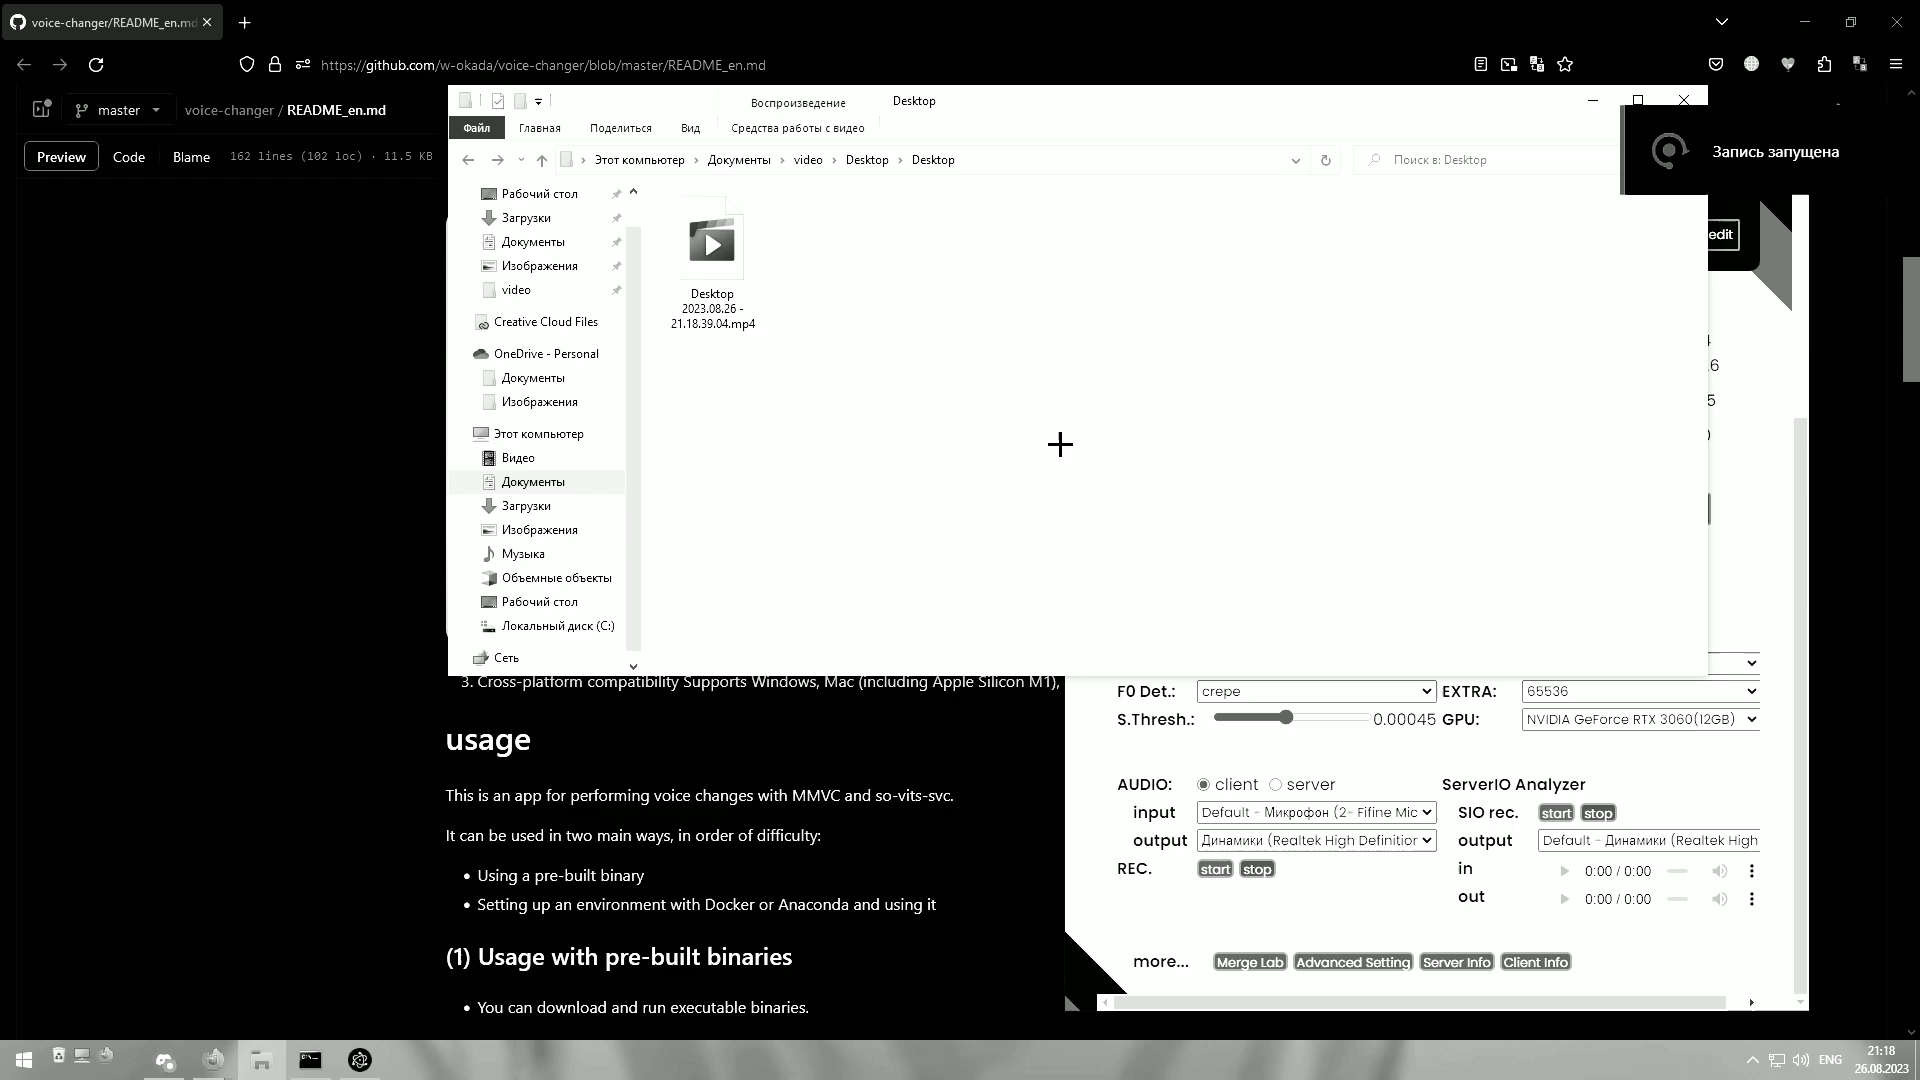 voice-changer/README_en.md
https://github.com/w-okada/voice-changer/blob/master/README_en.md
master
voice-changer / README_en.md
Preview
Code
Blame
162 lines (102 loc) · 11.5 KB
Воспроизведение
Desktop
Файл
Главная
Поделиться
Вид
Средства работы с видео
Этот компьютер › Документы › video › Desktop › Desktop
Поиск в: Desktop
Запись запущена
Рабочий стол
Загрузки
Документы
Изображения
video
Creative Cloud Files
OneDrive - Personal
Документы
Изображения
Этот компьютер
Видео
Документы
Загрузки
Изображения
Музыка
Объемные объекты
Рабочий стол
Локальный диск (C:)
Сеть
Desktop
2023.08.26 -
21.18.39.04.mp4
edit
3. Cross-platform compatibility Supports Windows, Mac (including Apple Silicon M1),
usage
This is an app for performing voice changes with MMVC and so-vits-svc.
It can be used in two main ways, in order of difficulty:
• Using a pre-built binary
• Setting up an environment with Docker or Anaconda and using it
(1) Usage with pre-built binaries
• You can download and run executable binaries.
F0 Det.: crepe EXTRA: 65536
S.Thresh.: 0.00045 GPU: NVIDIA GeForce RTX 3060(12GB)
AUDIO: client server ServerIO Analyzer
input Default - Микрофон (2- Fifine Mic SIO rec. start stop
output Динамики (Realtek High Definition output Default - Динамики (Realtek High
REC. start stop in 0:00 / 0:00
out 0:00 / 0:00
more... Merge Lab Advanced Setting Server Info Client Info
ENG
21:18
26.08.2023